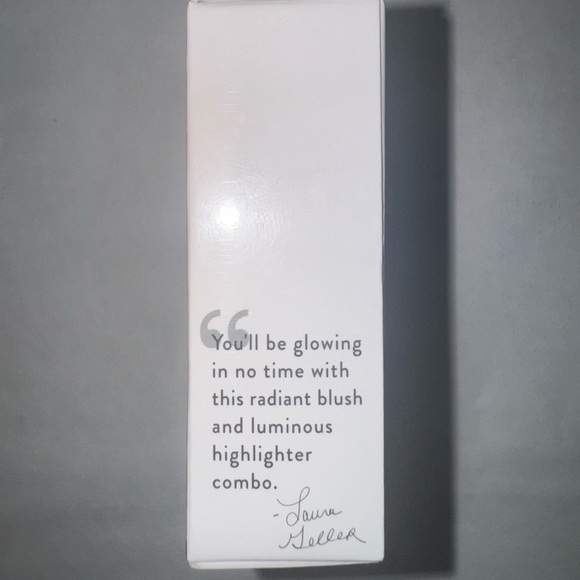 “
You'll be glowing
in no time with
this radiant blush
and luminous
highlighter
combo.
-Laura
Geller